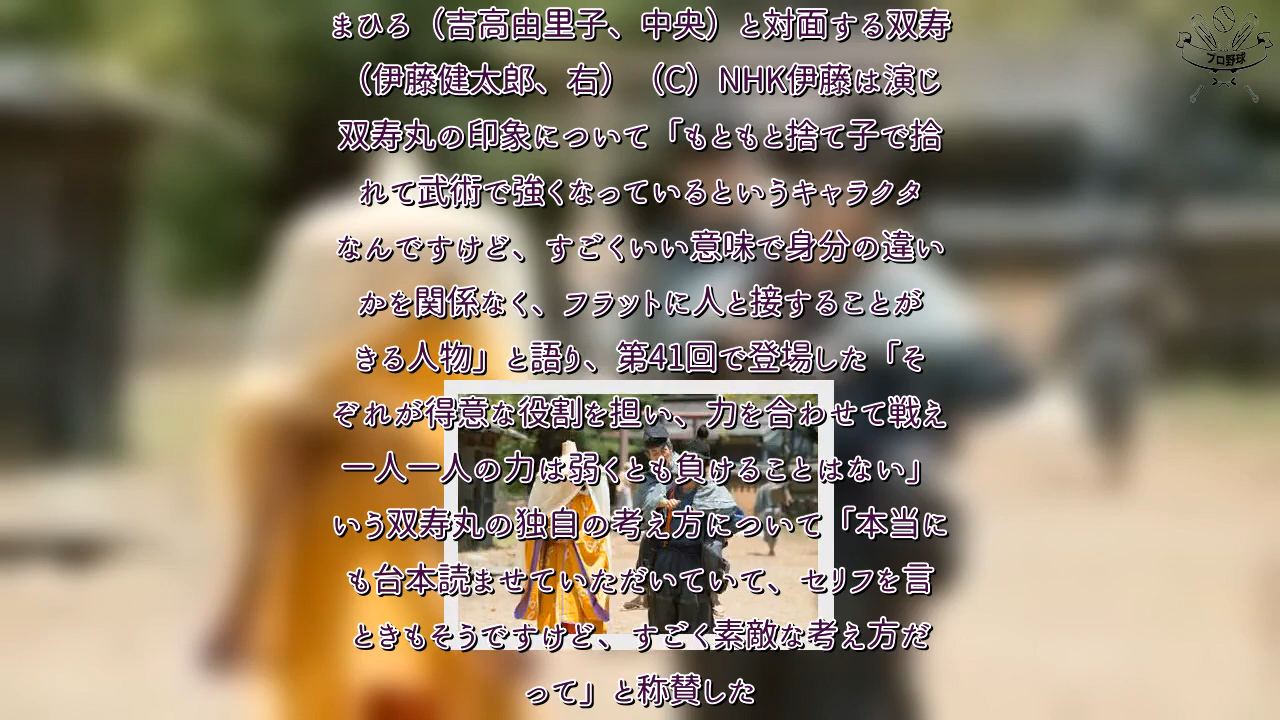 まひろ（吉高由里子、中央）と対面する双寿
（伊藤健太郎、右）（C）NHK伊藤は演じ
双寿丸の印象について「もともと捨て子で拾
れて武術で強くなっているというキャラクタ
なんですけど、すごくいい意味で身分の違い
かを関係なく、フラットに人と接することが
きる人物」と語り、第41回で登場した「そ
ぞれが得意な役割を担い、力を合わせて戦え
一人一人の力は弱くとも負けることはない」
いう双寿丸の独自の考え方について「本当に
も台本読ませていただいていて、セリフを言
ときもそうですけど、すごく素敵な考え方だ
って」と称賛した
プロ野球